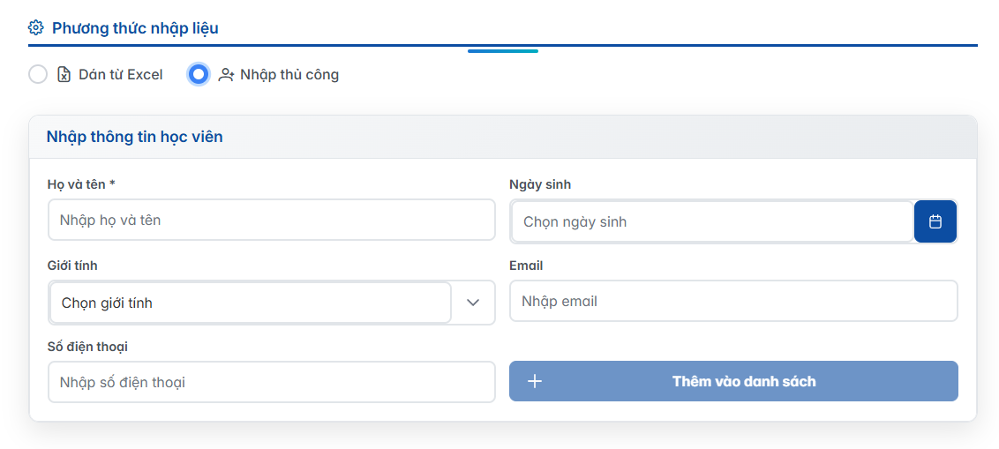 Phương thức nhập liệu
Dán từ Excel Nhập thủ công
Nhập thông tin học viên
Họ và tên * Ngày sinh
Nhập họ và tên Chọn ngày sinh
Giới tính Email
Chọn giới tính Nhập email
Số điện thoại
Nhập số điện thoại Thêm vào danh sách